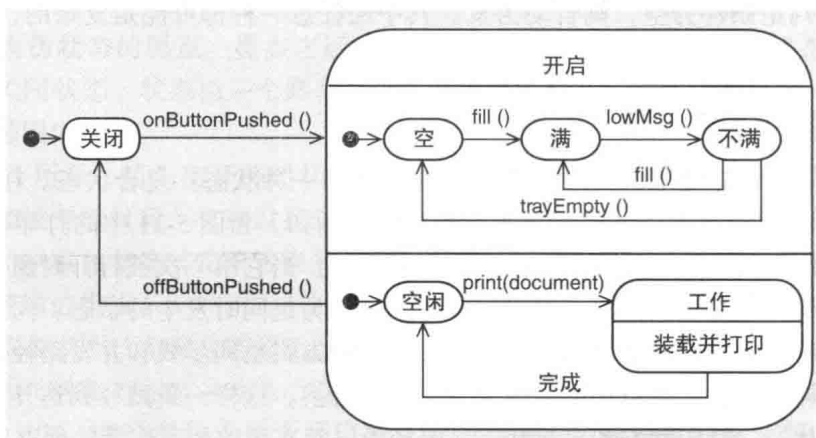 开启
onButtonPushed ()
关闭
fill ()
lowMsg ()
空
满
不满
fill ()
trayEmpty ()
offButtonPushed ()
print(document)
空闲
工作
装载并打印
完成